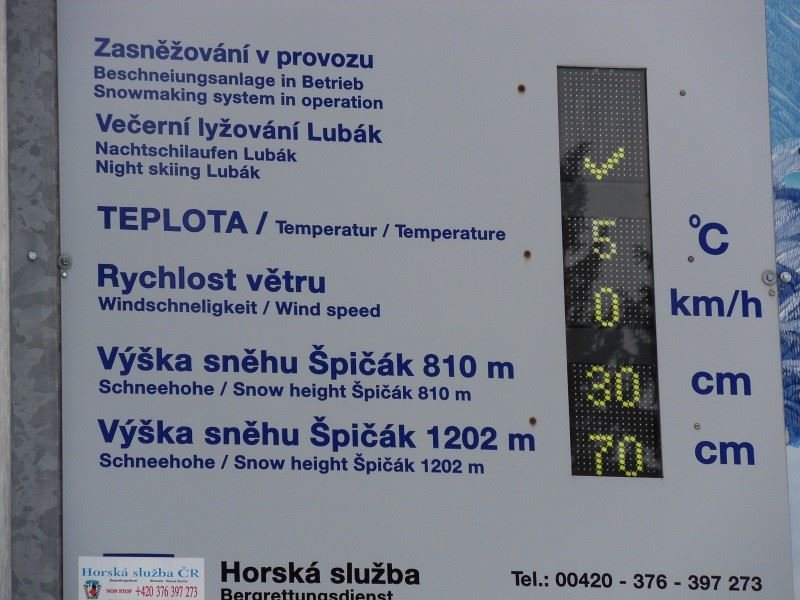 Zasněžování v provozu
Beschneiungsanlage in Betrieb
Snowmaking system in operation
Večerní lyžování Lubák
Nachtschilaufen Lubák
Night skiing Lubák
✓
TEPLOTA / Temperatur / Temperature 5 °C
Rychlost větru
Windschneligkeit / Wind speed
0 km/h
Výška sněhu Špičák 810 m
Schneehohe / Snow height Špičák 810 m
30 cm
Výška sněhu Špičák 1202 m
Schneehohe / Snow height Špičák 1202 m
70 cm
Horská služba ČR
NON STOP +420 376 397 273
Horská služba
Bergrettungsdienst
Tel.: 00420 - 376 - 397 273